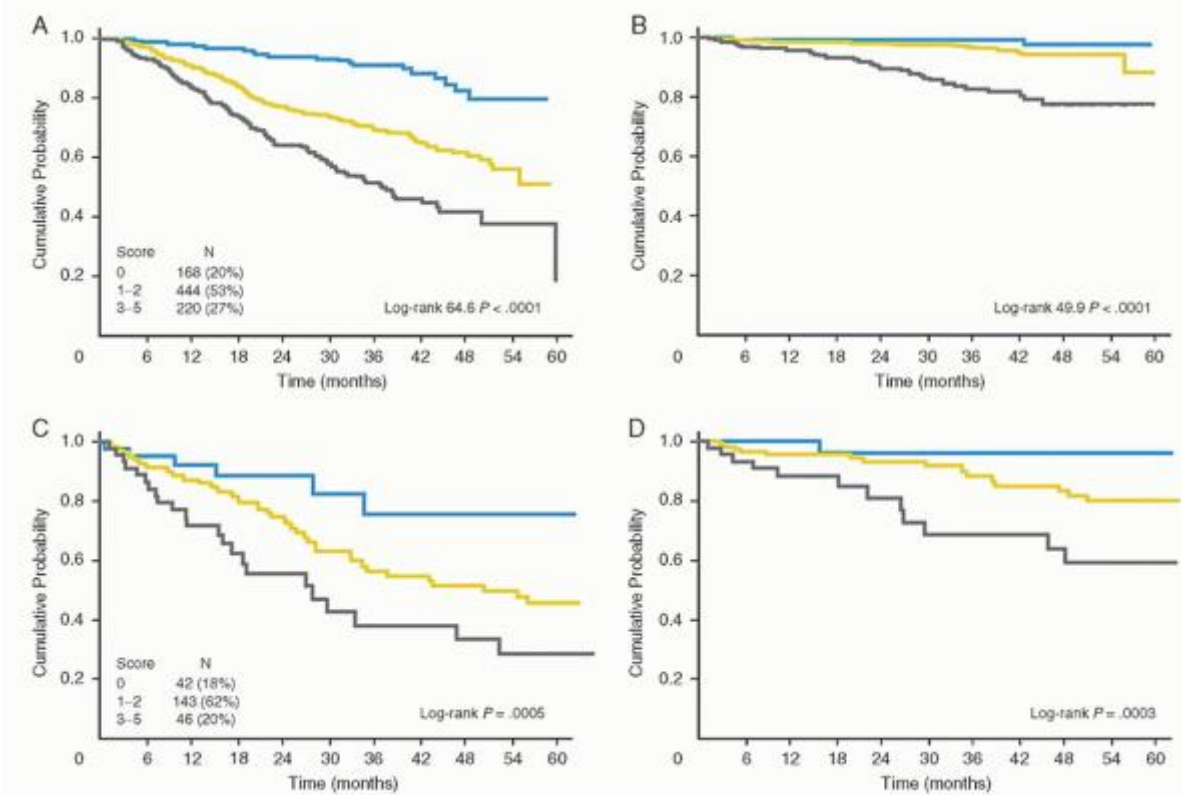 A
Cumulative Probability
1.0
0.8
0.6
0.4
0.2
0
Score N
0 168 (20%)
1–2 444 (53%)
3–5 220 (27%)
Log-rank 64.6 P < .0001
6 12 18 24 30 36 42 48 54 60
Time (months)
B
Cumulative Probability
1.0
0.8
0.6
0.4
0.2
0
Log-rank 49.9 P < .0001
6 12 18 24 30 36 42 48 54 60
Time (months)
C
Cumulative Probability
1.0
0.8
0.6
0.4
0.2
0
Score N
0 42 (18%)
1–2 143 (62%)
3–5 46 (20%)
Log-rank P = .0005
6 12 18 24 30 36 42 48 54 60
Time (months)
D
Cumulative Probability
1.0
0.8
0.6
0.4
0.2
0
Log-rank P = .0003
6 18 18 24 30 36 42 48 54 60
Time (months)